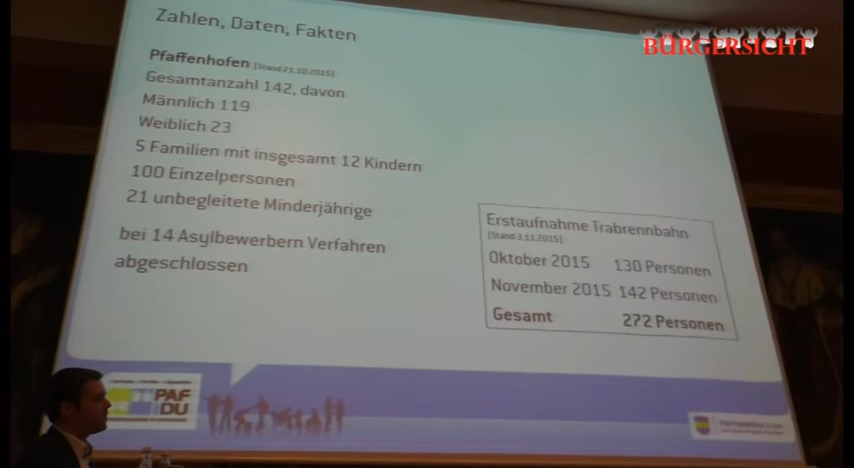 Zahlen, Daten, Fakten
BÜRGERSICHT
Pfaffenhofen [Stand 21.10.2015]
Gesamtanzahl 142, davon
Männlich 119
Weiblich 23
5 Familien mit insgesamt 12 Kindern
100 Einzelpersonen
21 unbegleitete Minderjährige
bei 14 Asylbewerbern Verfahren
abgeschlossen
Erstaufnahme Trabrennbahn
[Stand 3.11.2015]
Oktober 2015 130 Personen
November 2015 142 Personen
Gesamt 272 Personen
PAF
DU